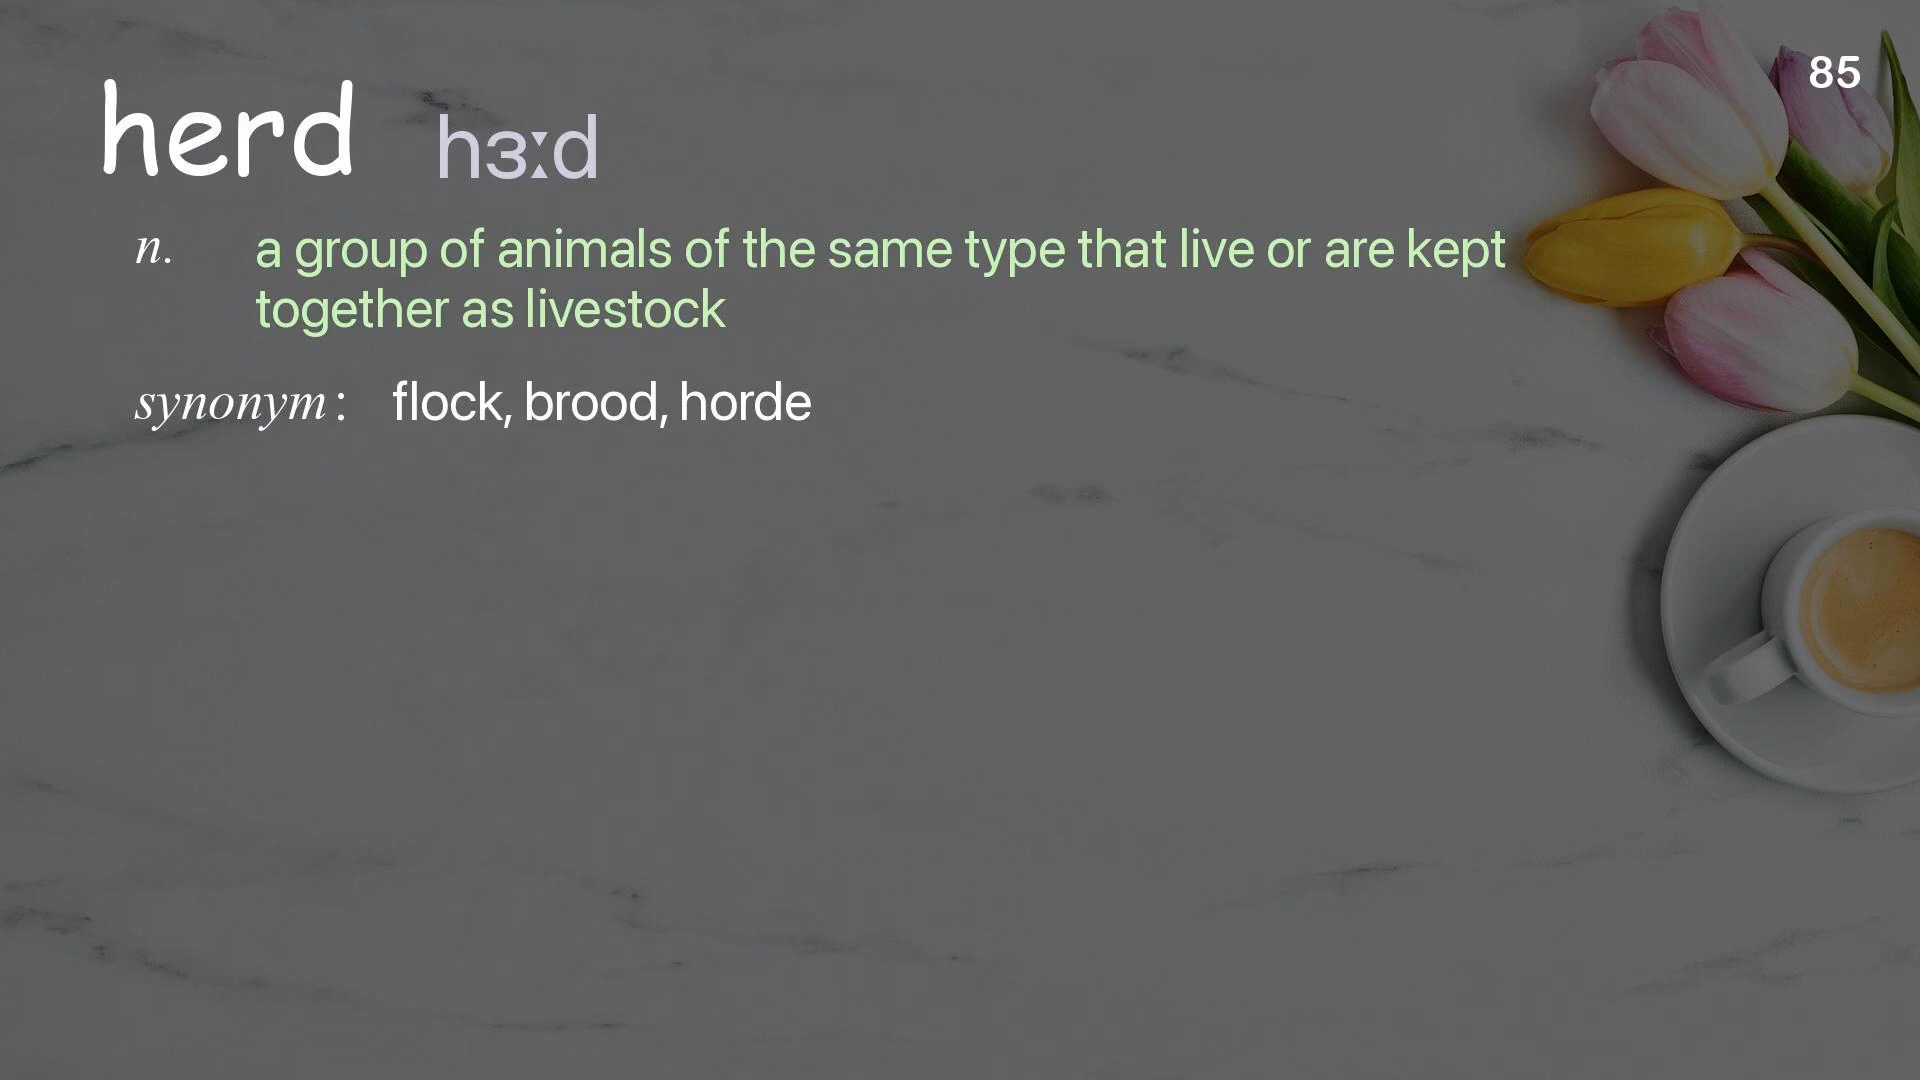 85
herd hɜːd
n. a group of animals of the same type that live or are kept
together as livestock
synonym: flock, brood, horde